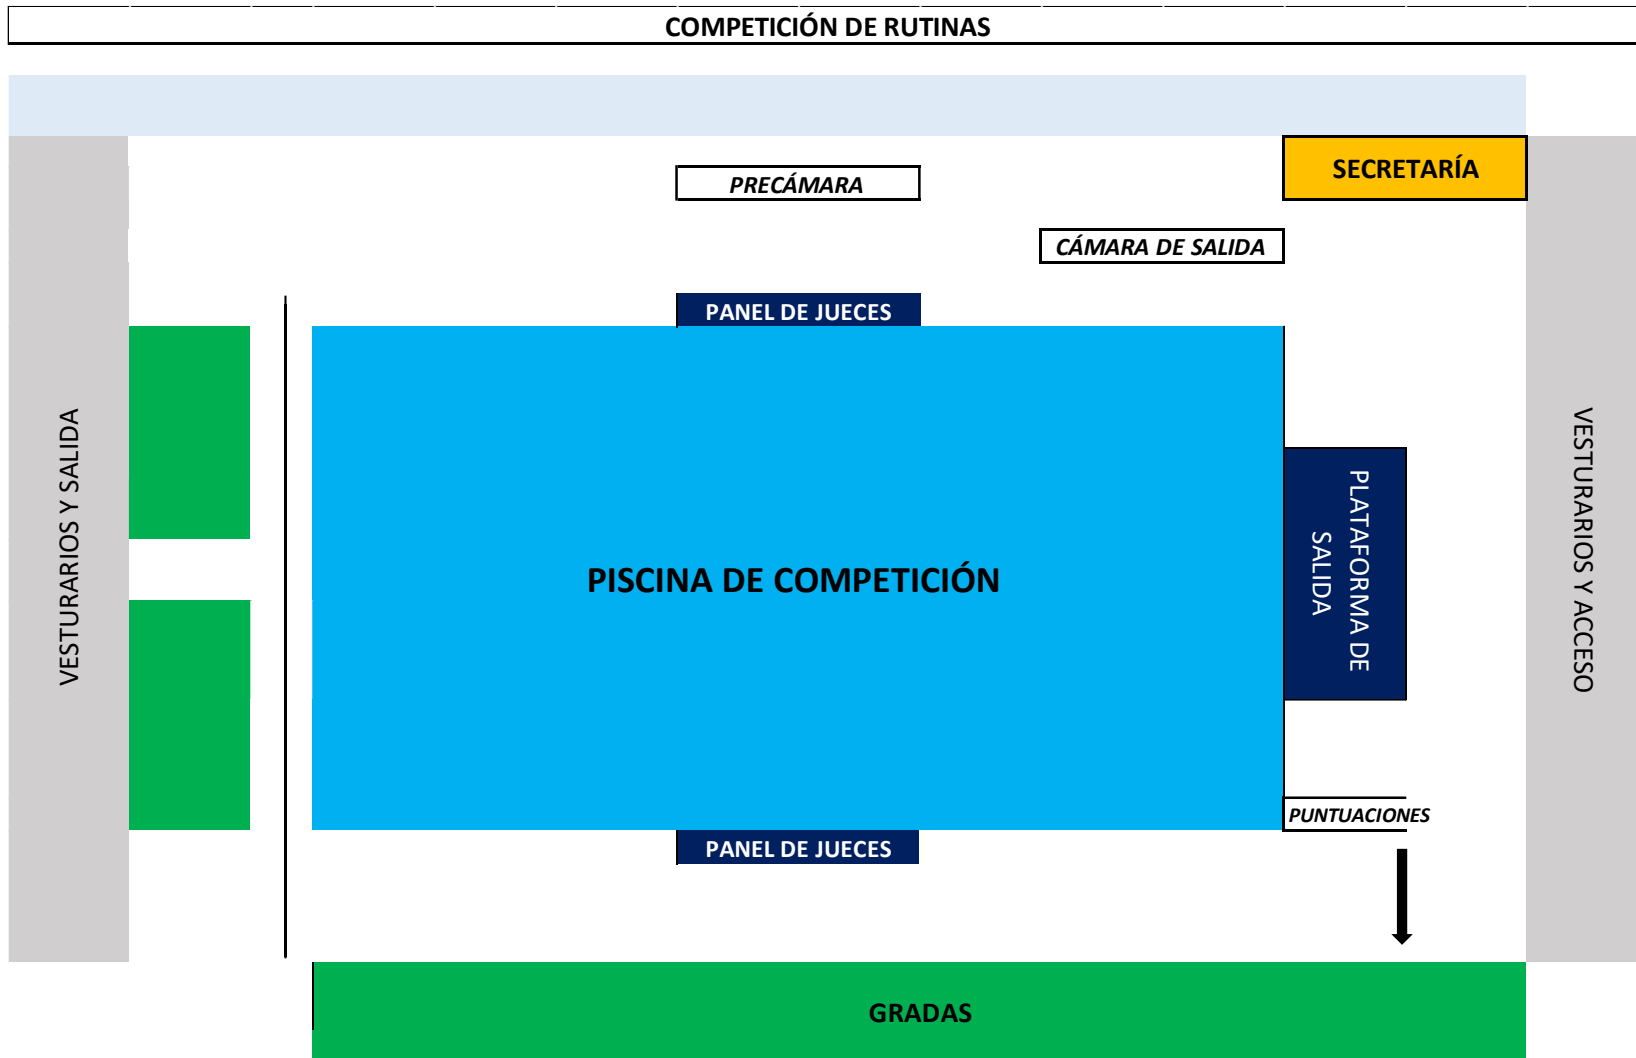 COMPETICIÓN DE RUTINAS
SECRETARÍA
PRECÁMARA
CÁMARA DE SALIDA
PANEL DE JUECES
VESTURARIOS Y SALIDA
PISCINA DE COMPETICIÓN
PLATAFORMA DE
SALIDA
VESTURARIOS Y ACCESO
PUNTUACIONES
PANEL DE JUECES
GRADAS